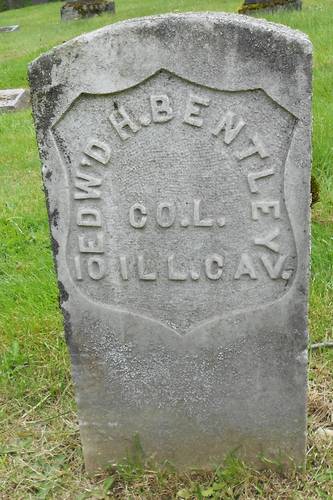 EDW'D H. BENTLEY
CO. L.
10 ILL. CAV.